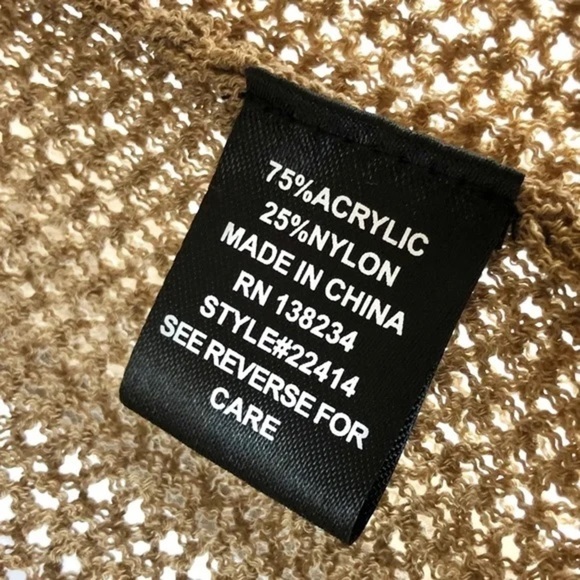 75%ACRYLIC
25%NYLON
MADE IN CHINA
RN 138234
STYLE#22414
SEE REVERSE FOR
CARE